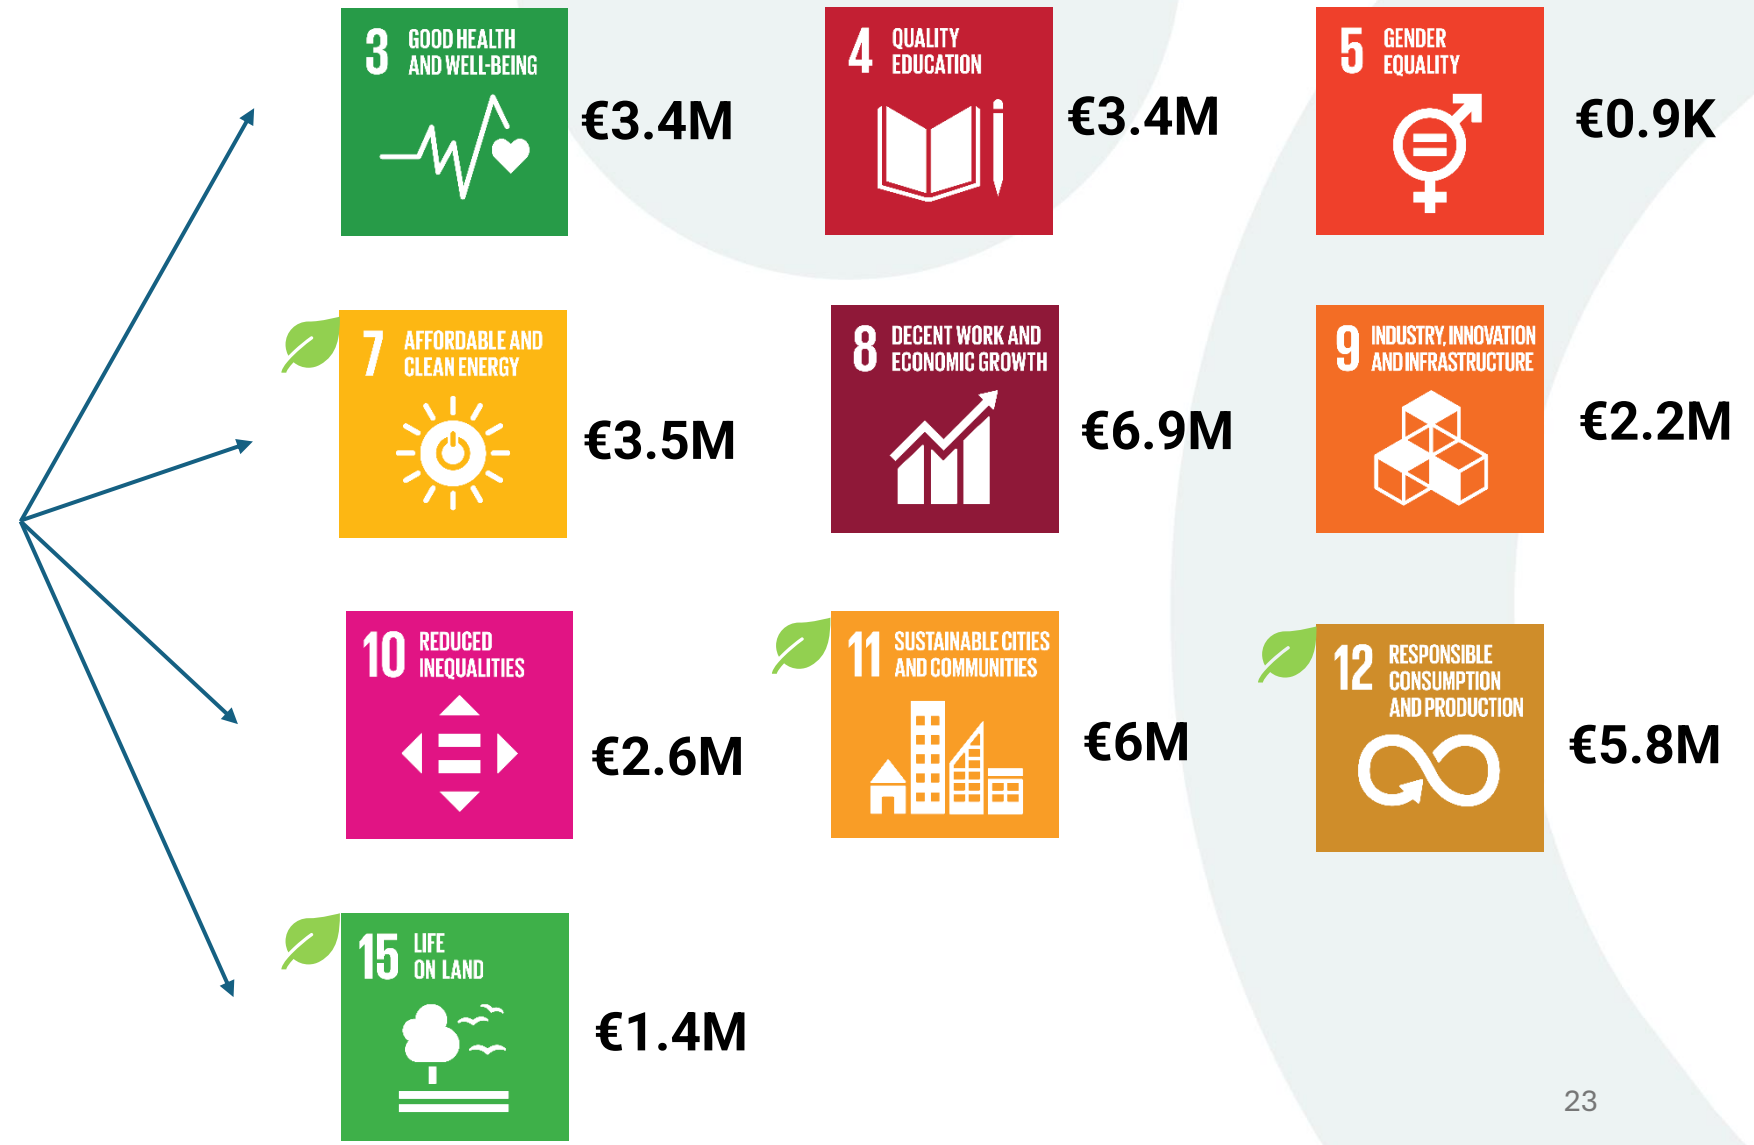 3 GOOD HEALTH
AND WELL-BEING
€3.4M
4 QUALITY
EDUCATION
€3.4M
5 GENDER
EQUALITY
€0.9K
7 AFFORDABLE AND
CLEAN ENERGY
€3.5M
8 DECENT WORK AND
ECONOMIC GROWTH
€6.9M
9 INDUSTRY, INNOVATION
AND INFRASTRUCTURE
€2.2M
10 REDUCED
INEQUALITIES
€2.6M
11 SUSTAINABLE CITIES
AND COMMUNITIES
€6M
12 RESPONSIBLE
CONSUMPTION
AND PRODUCTION
€5.8M
15 LIFE
ON LAND
€1.4M
23